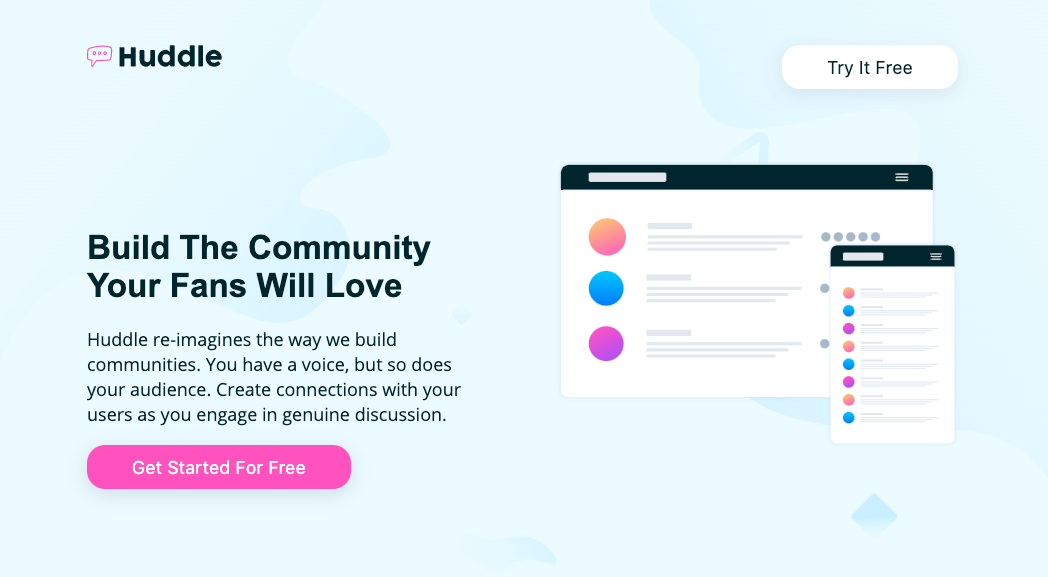 Huddle
Try It Free
Build The Community
Your Fans Will Love
Huddle re-imagines the way we build
communities. You have a voice, but so does
your audience. Create connections with your
users as you engage in genuine discussion.
Get Started For Free